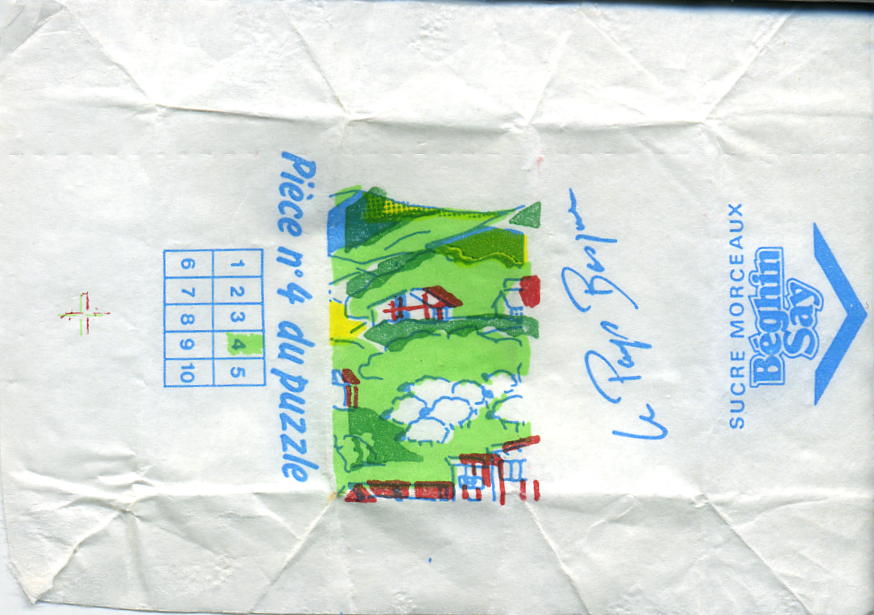 Béghin
Say
SUCRE MORCEAUX
Le Pays Basque
Pièce n°4 du puzzle
1 2 3 4 5
6 7 8 9 10